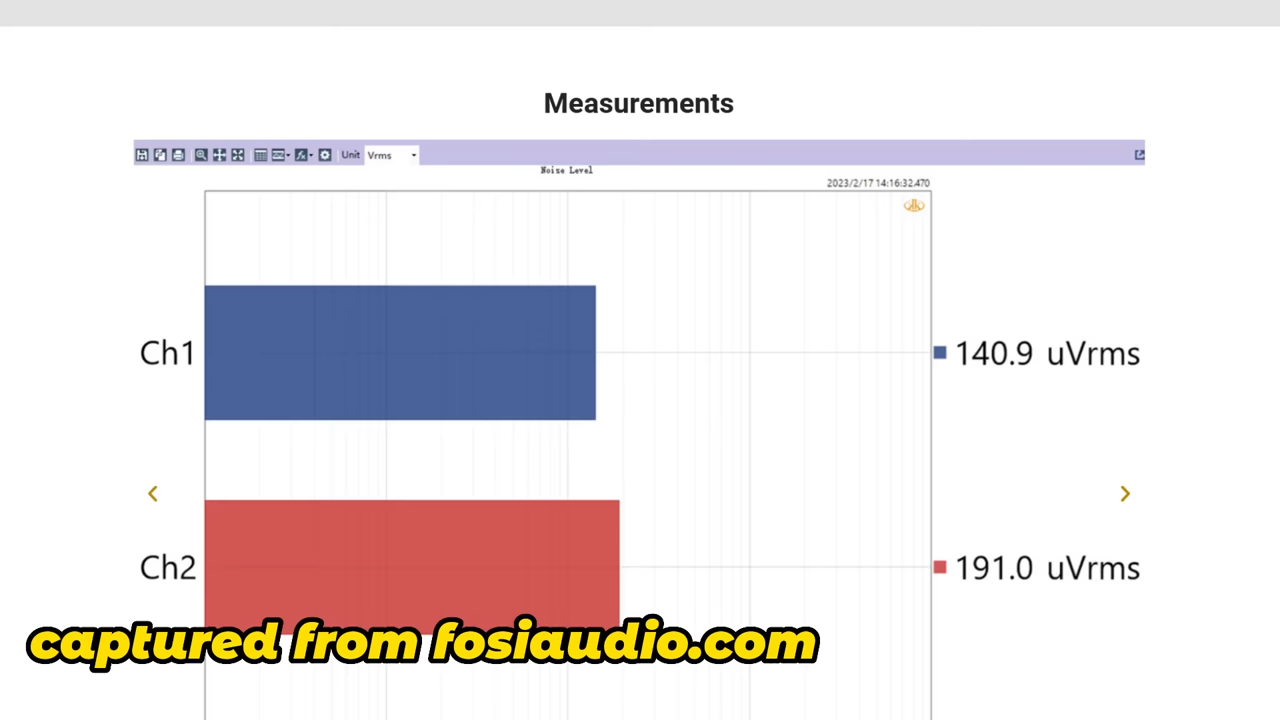 Measurements
Unit Vrms
Noise Level
2023/2/17 14:16:32.470
Ch1 140.9 uVrms
Ch2 191.0 uVrms
captured from fosiaudio.com